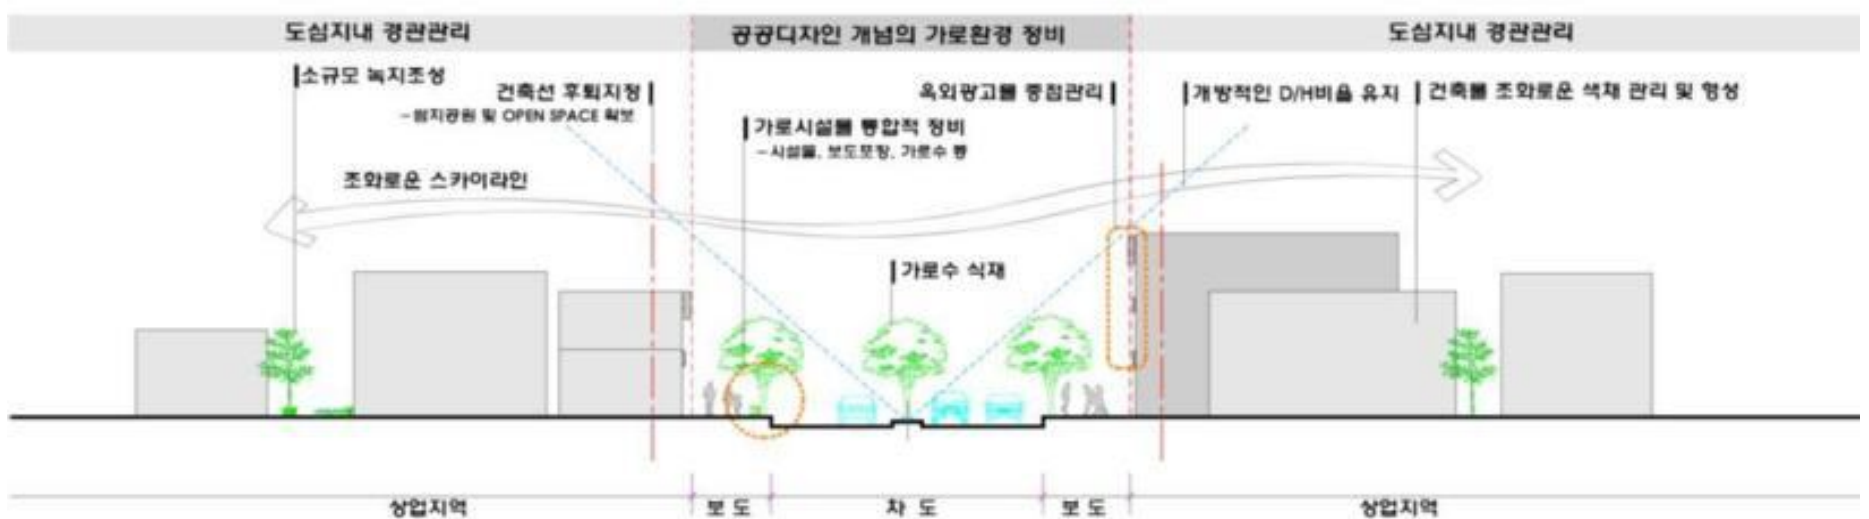 도심지내 경관관리
공공디자인 개념의 가로환경 정비
도심지내 경관관리
소규모 녹지조성
건축선 후퇴지정
-쌈지공원 및 OPEN SPACE 확보
옥외광고물 중점관리
개방적인 D/H비율 유지
건축물 조화로운 색채 관리 및 형성
가로시설물 통합적 정비
-시설물, 보도포장, 가로수 등
조화로운 스카이라인
가로수 식재
상업지역
보 도
차 도
보 도
상업지역